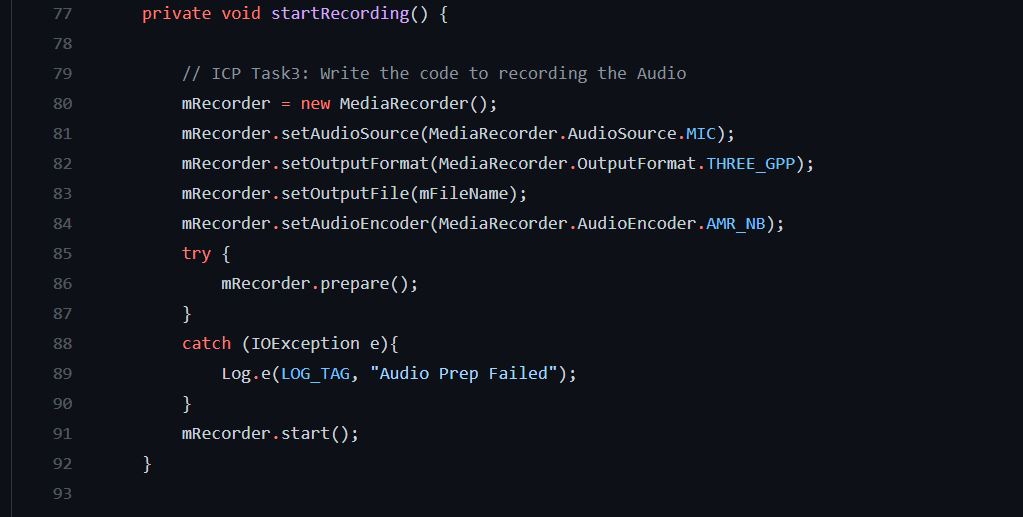 77 private void startRecording() {
78
79 // ICP Task3: Write the code to recording the Audio
80 mRecorder = new MediaRecorder();
81 mRecorder.setAudioSource(MediaRecorder.AudioSource.MIC);
82 mRecorder.setOutputFormat(MediaRecorder.OutputFormat.THREE_GPP);
83 mRecorder.setOutputFile(mFileName);
84 mRecorder.setAudioEncoder(MediaRecorder.AudioEncoder.AMR_NB);
85 try {
86 mRecorder.prepare();
87 }
88 catch (IOException e){
89 Log.e(LOG_TAG, "Audio Prep Failed");
90 }
91 mRecorder.start();
92 }
93